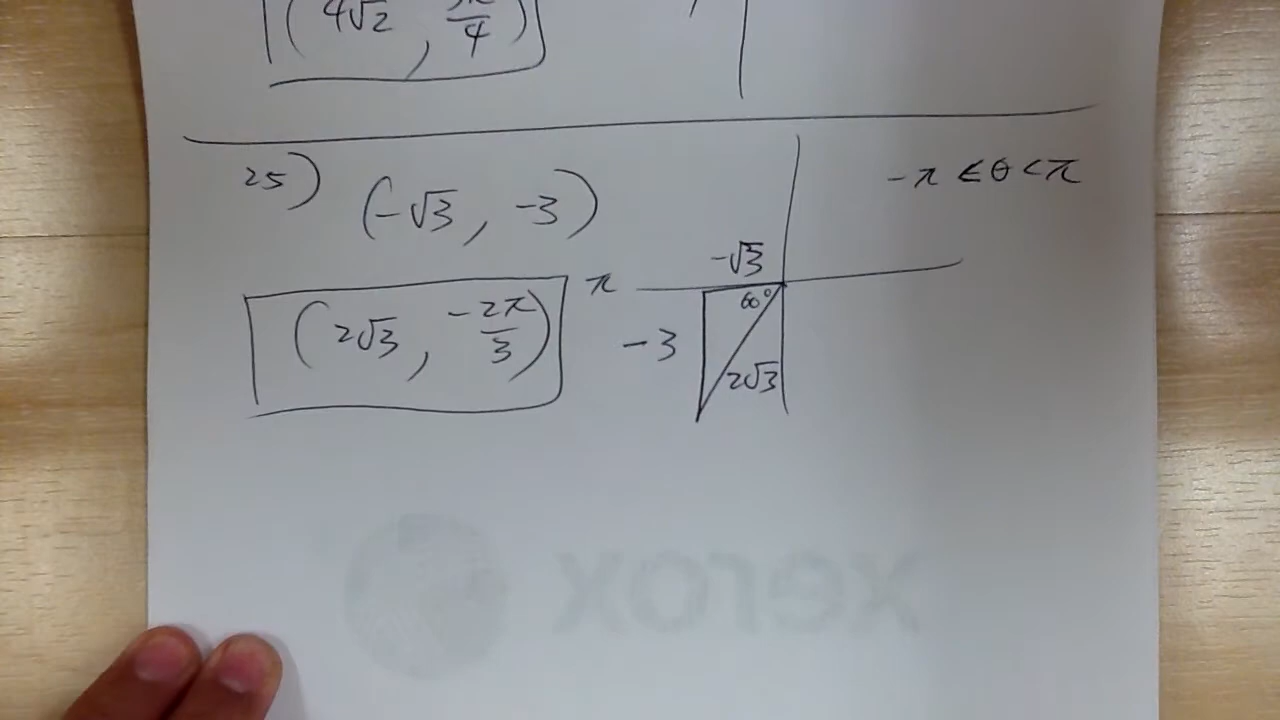 (4√2, π/4)
25) (-√3, -3)
-π ≤ θ < π
(2√3, -2π/3)
π
-√3
60°
-3
2√3
xerox